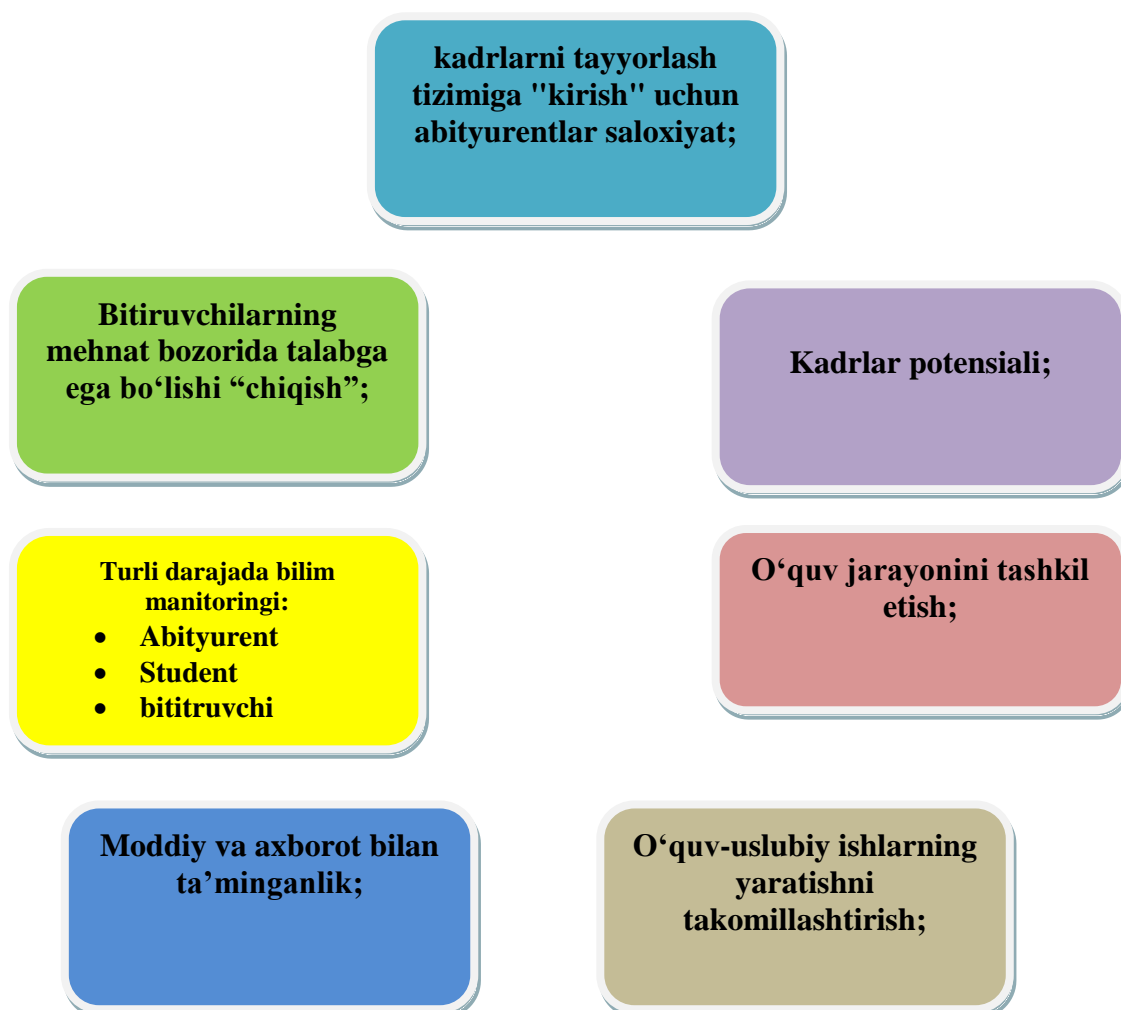 kadrlarni tayyorlash
tizimiga "kirish" uchun
abityurentlar saloxiyat;
Bitiruvchilarning
mehnat bozorida talabga
ega bo‘lishi “chiqish”;
Kadrlar potensiali;
Turli darajada bilim
manitoringi:
• Abityurent
• Student
• bititruvchi
O‘quv jarayonini tashkil
etish;
Moddiy va axborot bilan
ta’minganlik;
O‘quv-uslubiy ishlarning
yaratishni
takomillashtirish;